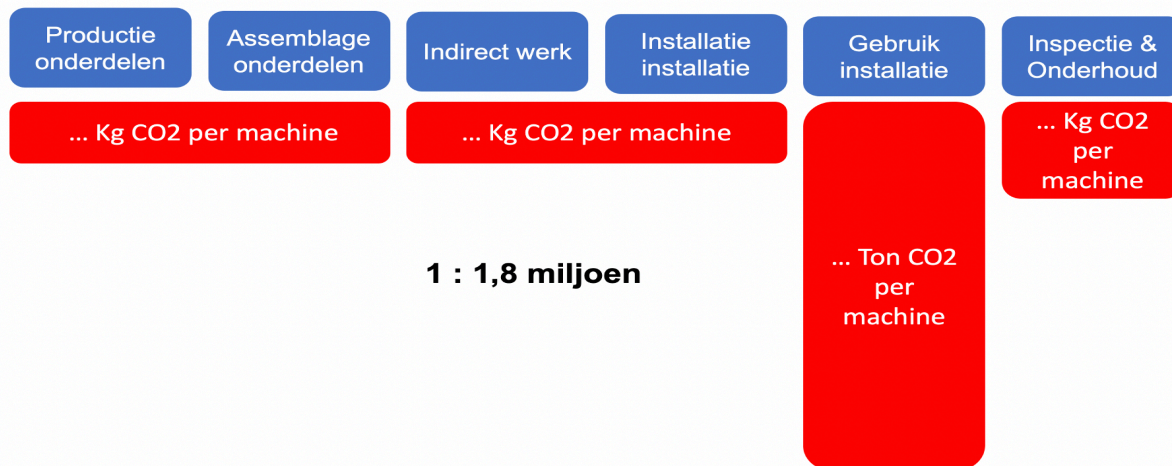 Productie
onderdelen
Assemblage
onderdelen
Indirect werk
Installatie
installatie
Gebruik
installatie
Inspectie &
Onderhoud
... Kg CO2 per machine
... Kg CO2 per machine
... Ton CO2
per
machine
... Kg CO2
per
machine
1 : 1,8 miljoen